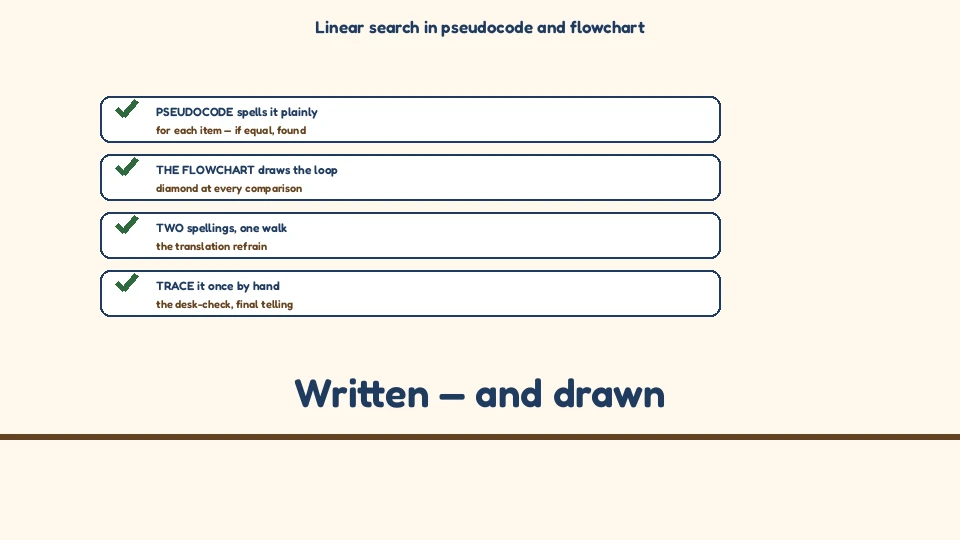 Linear search in pseudocode and flowchart
PSEUDOCODE spells it plainly
for each item — if equal, found
THE FLOWCHART draws the loop
diamond at every comparison
TWO spellings, one walk
the translation refrain
TRACE it once by hand
the desk-check, final telling
Written — and drawn